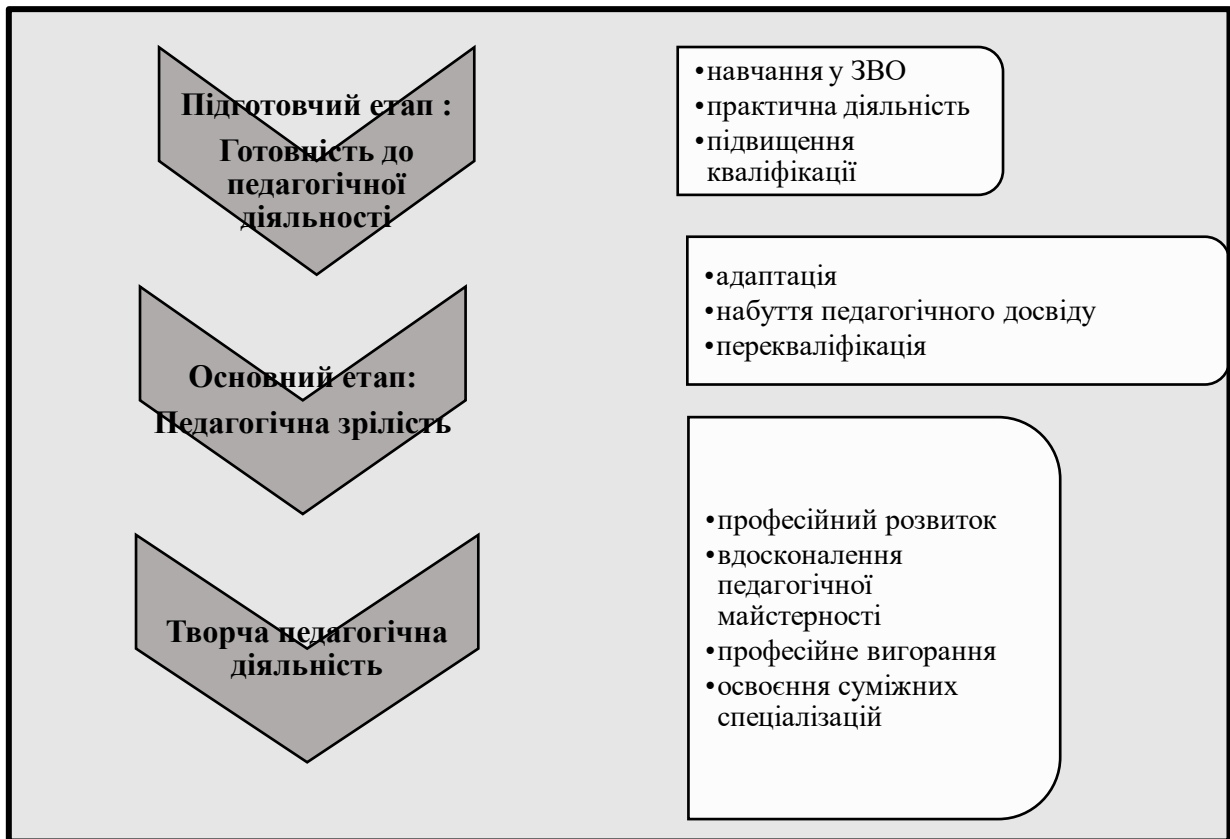 Підготовчий етап :
Готовність до
педагогічної
діяльності
•навчання у ЗВО
•практична діяльність
•підвищення
кваліфікації
Основний етап:
Педагогічна зрілість
•адаптація
•набуття педагогічного досвіду
•перекваліфікація
Творча педагогічна
діяльність
•професійний розвиток
•вдосконалення
педагогічної
майстерності
•професійне вигорання
•освоєння суміжних
спеціалізацій